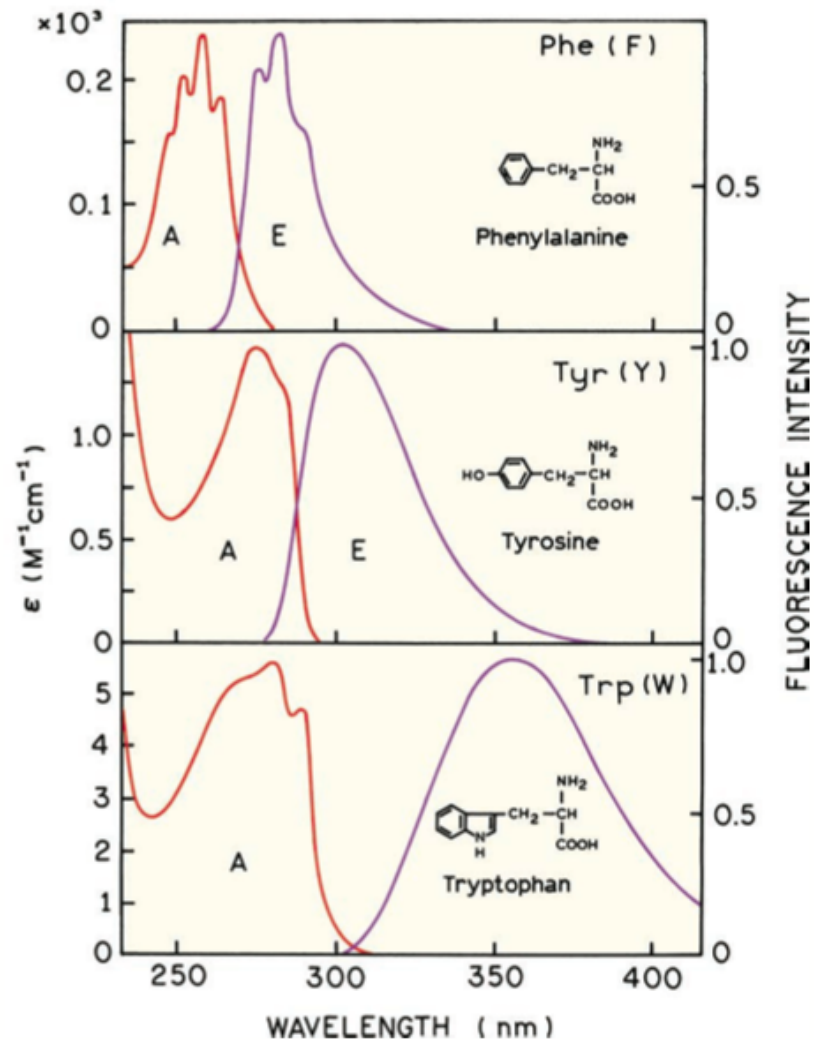 ×10³
Phe (F)
0.2
0.1
0
A
E
NH₂
CH₂
CH
COOH
Phenylalanine
0.5
0
Tyr (Y)
1.0
0.5
0
A
E
HO
CH₂
CH
NH₂
COOH
Tyrosine
1.0
0.5
0
Trp (W)
5
4
3
2
1
0
A
NH₂
CH₂
CH
COOH
N
H
Tryptophan
1.0
0.5
0
250
300
350
400
WAVELENGTH (nm)
ε (M⁻¹cm⁻¹)
FLUORESCENCE INTENSITY